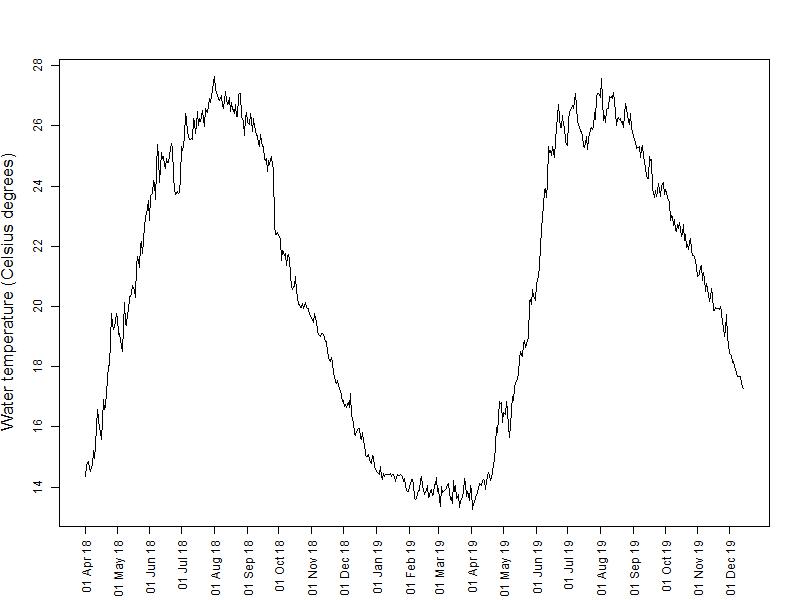 Water temperature (Celsius degrees)
28
26
24
22
20
18
16
14
01 Apr 18
01 May 18
01 Jun 18
01 Jul 18
01 Aug 18
01 Sep 18
01 Oct 18
01 Nov 18
01 Dec 18
01 Jan 19
01 Feb 19
01 Mar 19
01 Apr 19
01 May 19
01 Jun 19
01 Jul 19
01 Aug 19
01 Sep 19
01 Oct 19
01 Nov 19
01 Dec 19